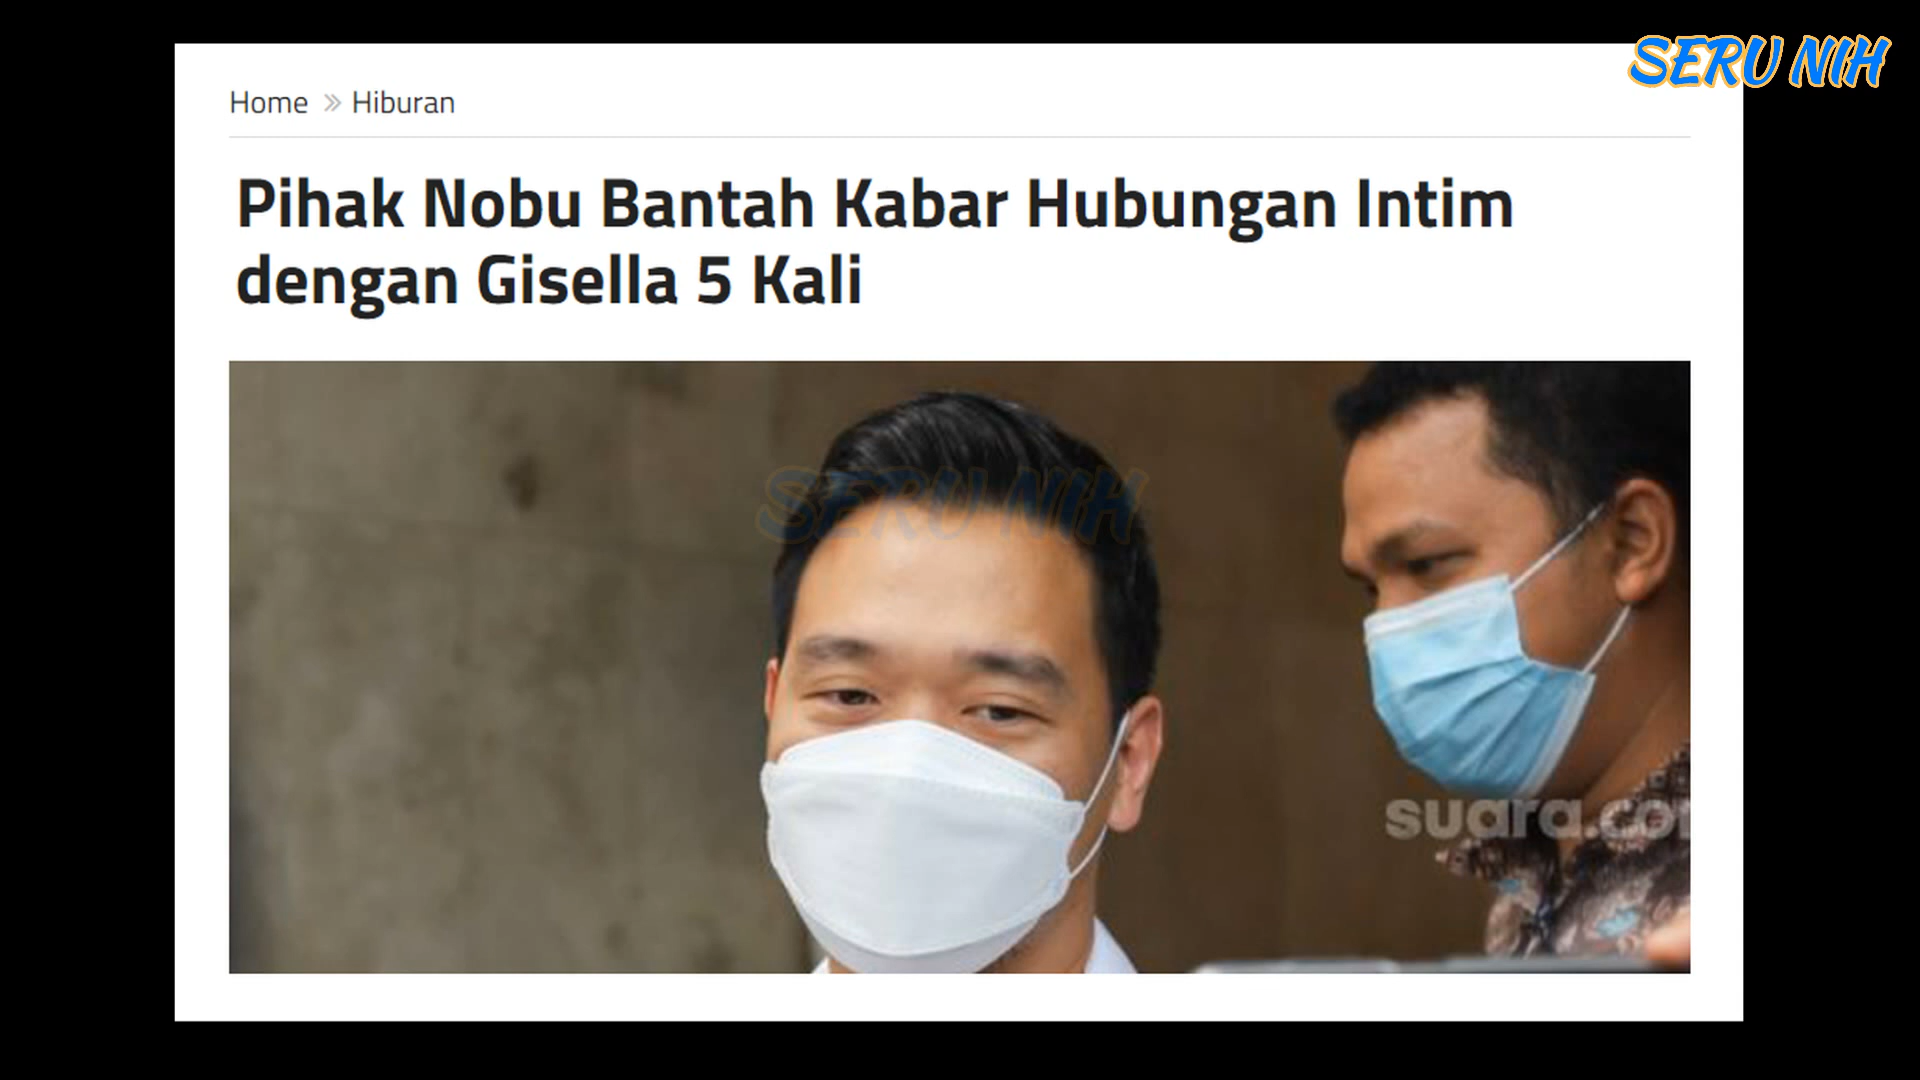 SERU NIH
Home » Hiburan
Pihak Nobu Bantah Kabar Hubungan Intim
dengan Gisella 5 Kali
SERU NIH
suara.co